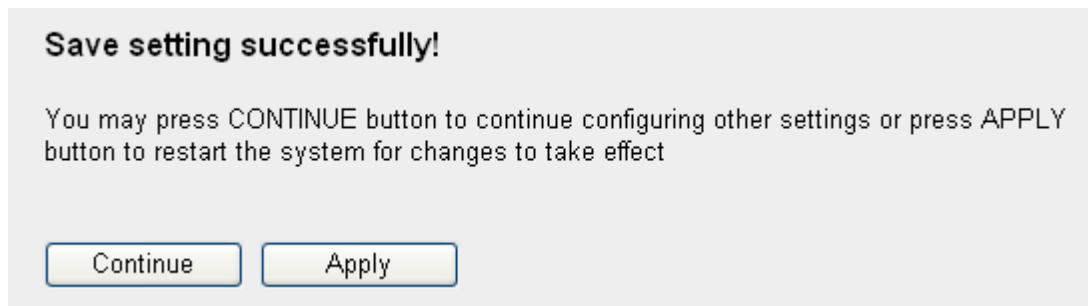 Save setting successfully!
You may press CONTINUE button to continue configuring other settings or press APPLY
button to restart the system for changes to take effect
Continue
Apply